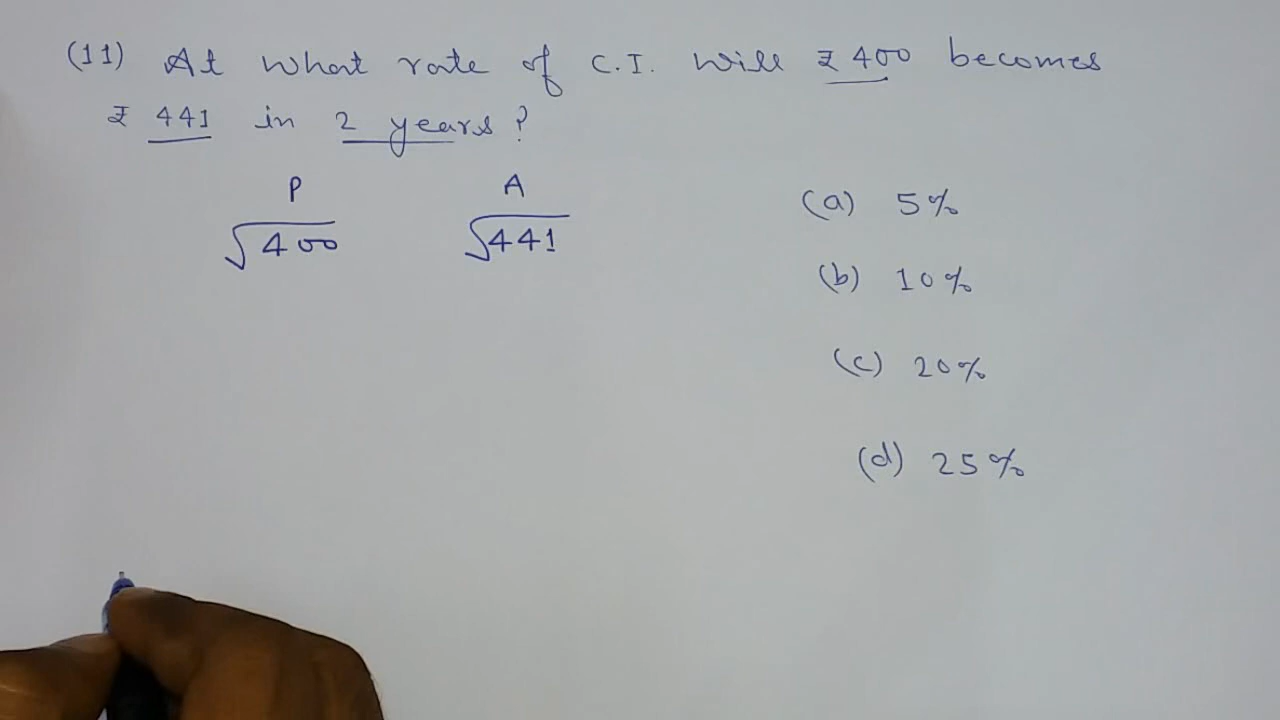 (11) At what rate of C.I. will ₹ 400 becomes
₹ 441 in 2 years?
P A
√400 √441
(a) 5%
(b) 10%
(c) 20%
(d) 25%